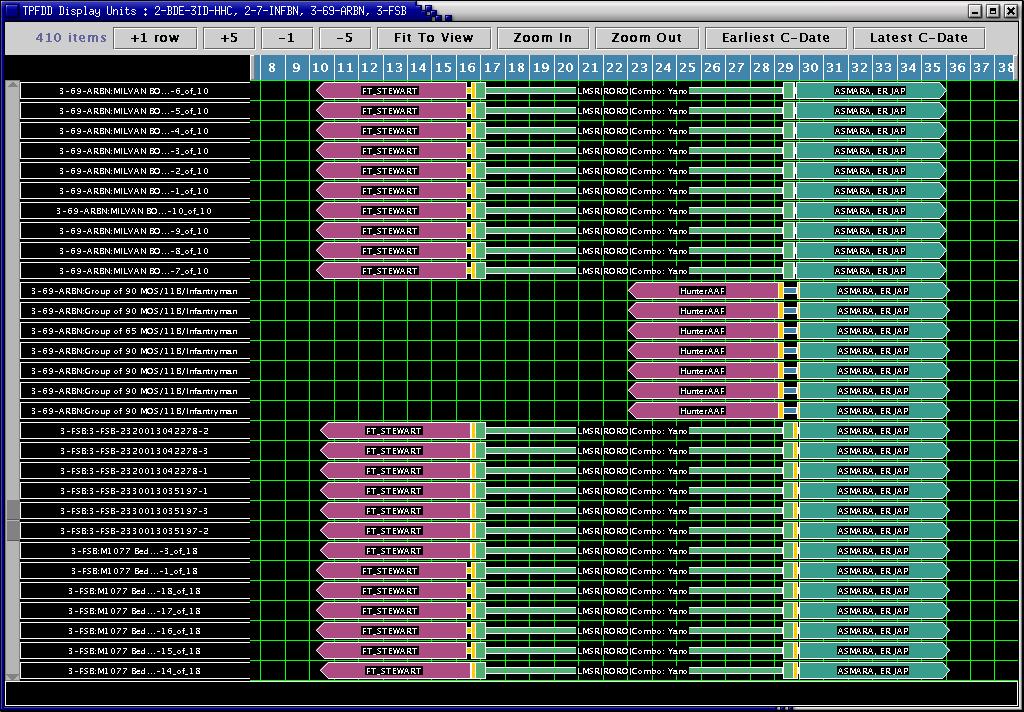 TPFDD Display Units : 2-BDE-3ID-HHC, 2-7-INFBN, 3-69-ARBN, 3-FSB
410 items +1 row +5 -1 -5 Fit To View Zoom In Zoom Out Earliest C-Date Latest C-Date
8 9 10 11 12 13 14 15 16 17 18 19 20 21 22 23 24 25 26 27 28 29 30 31 32 33 34 35 36 37 38
3-69-ARBN:MILVAN BO...-6_of_10 FT_STEWART LMSR|RORO|Combo: Yano ASMARA, ER JAP
3-69-ARBN:MILVAN BO...-5_of_10 FT_STEWART LMSR|RORO|Combo: Yano ASMARA, ER JAP
3-69-ARBN:MILVAN BO...-4_of_10 FT_STEWART LMSR|RORO|Combo: Yano ASMARA, ER JAP
3-69-ARBN:MILVAN BO...-3_of_10 FT_STEWART LMSR|RORO|Combo: Yano ASMARA, ER JAP
3-69-ARBN:MILVAN BO...-2_of_10 FT_STEWART LMSR|RORO|Combo: Yano ASMARA, ER JAP
3-69-ARBN:MILVAN BO...-1_of_10 FT_STEWART LMSR|RORO|Combo: Yano ASMARA, ER JAP
3-69-ARBN:MILVAN BO...-10_of_10 FT_STEWART LMSR|RORO|Combo: Yano ASMARA, ER JAP
3-69-ARBN:MILVAN BO...-9_of_10 FT_STEWART LMSR|RORO|Combo: Yano ASMARA, ER JAP
3-69-ARBN:MILVAN BO...-8_of_10 FT_STEWART LMSR|RORO|Combo: Yano ASMARA, ER JAP
3-69-ARBN:MILVAN BO...-7_of_10 FT_STEWART LMSR|RORO|Combo: Yano ASMARA, ER JAP
3-69-ARBN:Group of 90 MOS/11B/Infantryman HunterAAF ASMARA, ER JAP
3-69-ARBN:Group of 90 MOS/11B/Infantryman HunterAAF ASMARA, ER JAP
3-69-ARBN:Group of 65 MOS/11B/Infantryman HunterAAF ASMARA, ER JAP
3-69-ARBN:Group of 90 MOS/11B/Infantryman HunterAAF ASMARA, ER JAP
3-69-ARBN:Group of 90 MOS/11B/Infantryman HunterAAF ASMARA, ER JAP
3-69-ARBN:Group of 90 MOS/11B/Infantryman HunterAAF ASMARA, ER JAP
3-69-ARBN:Group of 90 MOS/11B/Infantryman HunterAAF ASMARA, ER JAP
3-FSB:3-FSB-2320013042278-2 FT_STEWART LMSR|RORO|Combo: Yano ASMARA, ER JAP
3-FSB:3-FSB-2320013042278-3 FT_STEWART LMSR|RORO|Combo: Yano ASMARA, ER JAP
3-FSB:3-FSB-2320013042278-1 FT_STEWART LMSR|RORO|Combo: Yano ASMARA, ER JAP
3-FSB:3-FSB-2330013035197-1 FT_STEWART LMSR|RORO|Combo: Yano ASMARA, ER JAP
3-FSB:3-FSB-2330013035197-3 FT_STEWART LMSR|RORO|Combo: Yano ASMARA, ER JAP
3-FSB:3-FSB-2330013035197-2 FT_STEWART LMSR|RORO|Combo: Yano ASMARA, ER JAP
3-FSB:M1077 Bed...-3_of_18 FT_STEWART LMSR|RORO|Combo: Yano ASMARA, ER JAP
3-FSB:M1077 Bed...-1_of_18 FT_STEWART LMSR|RORO|Combo: Yano ASMARA, ER JAP
3-FSB:M1077 Bed...-18_of_18 FT_STEWART LMSR|RORO|Combo: Yano ASMARA, ER JAP
3-FSB:M1077 Bed...-17_of_18 FT_STEWART LMSR|RORO|Combo: Yano ASMARA, ER JAP
3-FSB:M1077 Bed...-16_of_18 FT_STEWART LMSR|RORO|Combo: Yano ASMARA, ER JAP
3-FSB:M1077 Bed...-15_of_18 FT_STEWART LMSR|RORO|Combo: Yano ASMARA, ER JAP
3-FSB:M1077 Bed...-14_of_18 FT_STEWART LMSR|RORO|Combo: Yano ASMARA, ER JAP